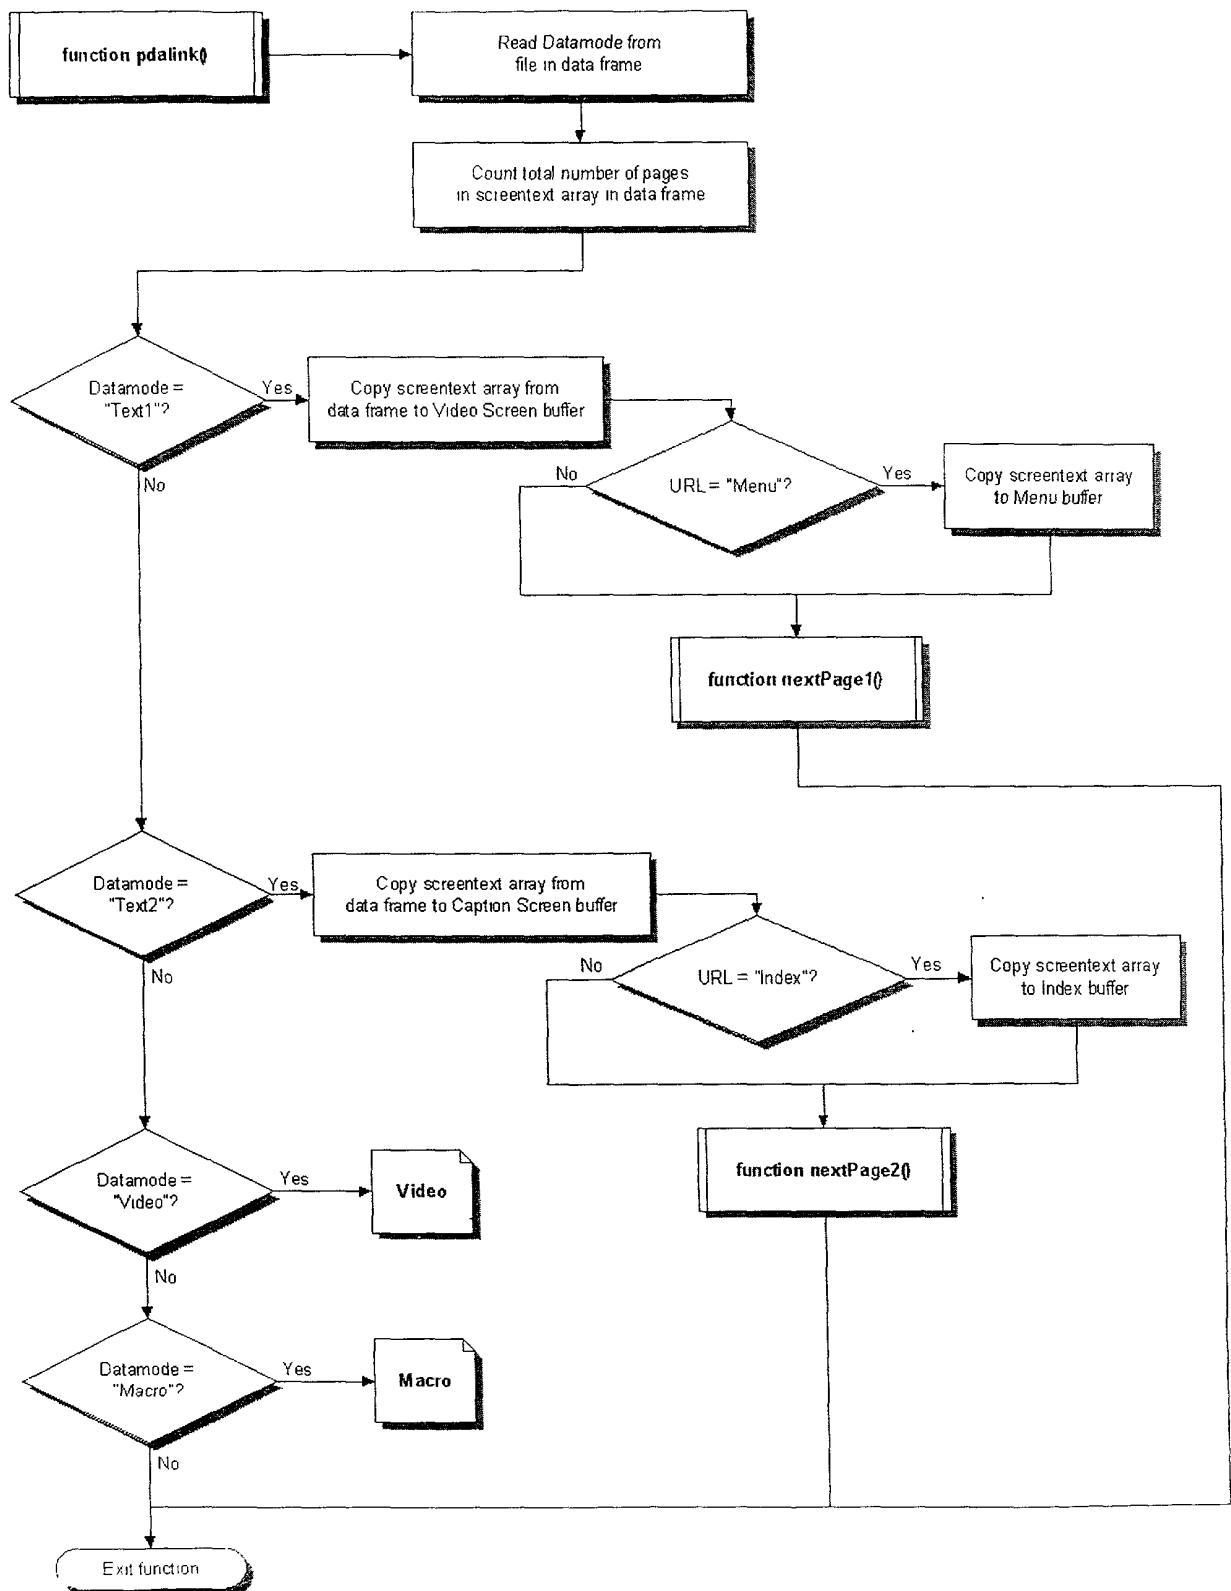 function pdalink()
Read Datamode from
file in data frame
Count total number of pages
in screentext array in data frame
Datamode =
"Text1"?
Yes
No
Copy screentext array from
data frame to Video Screen buffer
URL = "Menu"?
No
Yes
Copy screentext array
to Menu buffer
function nextPage1()
Datamode =
"Text2"?
Yes
No
Copy screentext array from
data frame to Caption Screen buffer
URL = "Index"?
No
Yes
Copy screentext array
to Index buffer
function nextPage2()
Datamode =
"Video"?
Yes
No
Video
Datamode =
"Macro"?
Yes
No
Macro
Exit function